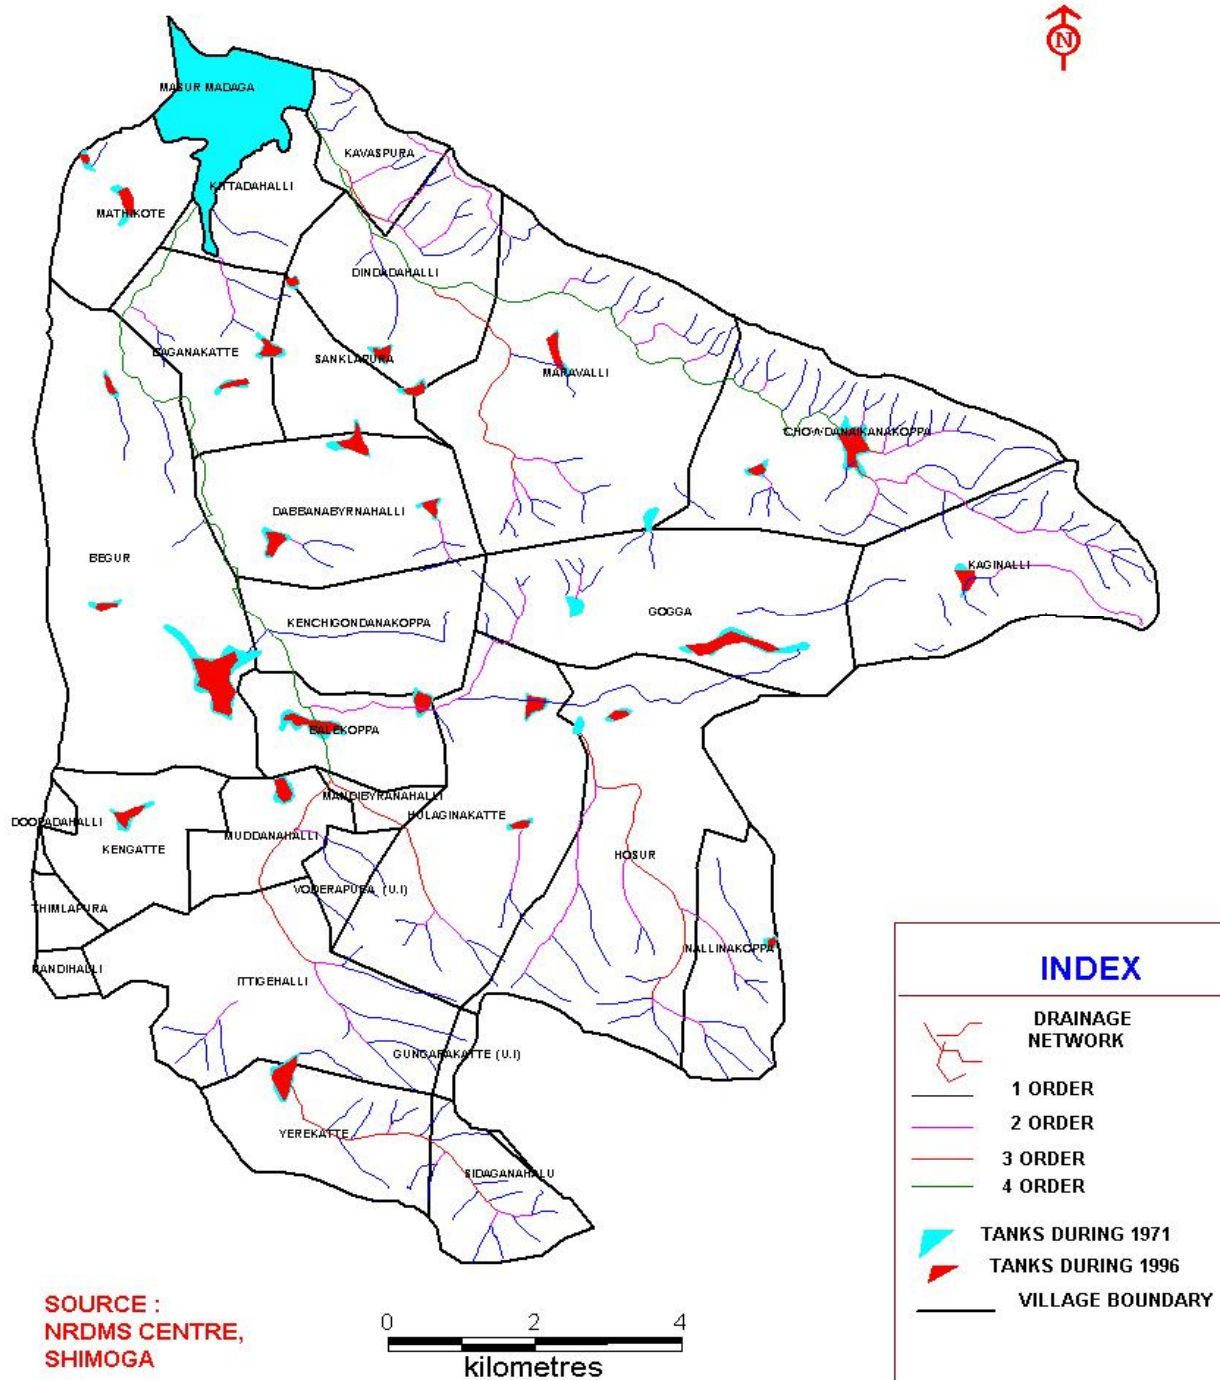 N
MASUR MADAGA
KAVASPURA
KITTADAHALLI
MATHIKOTE
DINDADAHALLI
BAGANAKATTE
SANKLAPURA
MARAVALLI
CHOWDANAIKANAKOPPA
DABBANABYRNAHALLI
BEGUR
KAGINALLI
KENCHIGONDANAKOPPA
GOGGA
BALEKOPPA
MANDIBYRANAHALLI
DOOPADAHALLI
HULAGINAKATTE
MUDDANAHALLI
KENGATTE
HOSUR
VODERAPURA (U.I)
THIMLAPURA
NALLINAKOPPA
NANDIHALLI
ITTIGEHALLI
GUNGARAKATTE (U.I)
YEREKATTE
SIDAGANAHALU
INDEX
DRAINAGE
NETWORK
1 ORDER
2 ORDER
3 ORDER
4 ORDER
TANKS DURING 1971
TANKS DURING 1996
VILLAGE BOUNDARY
SOURCE :
NRDMS CENTRE,
SHIMOGA
0 2 4
kilometres